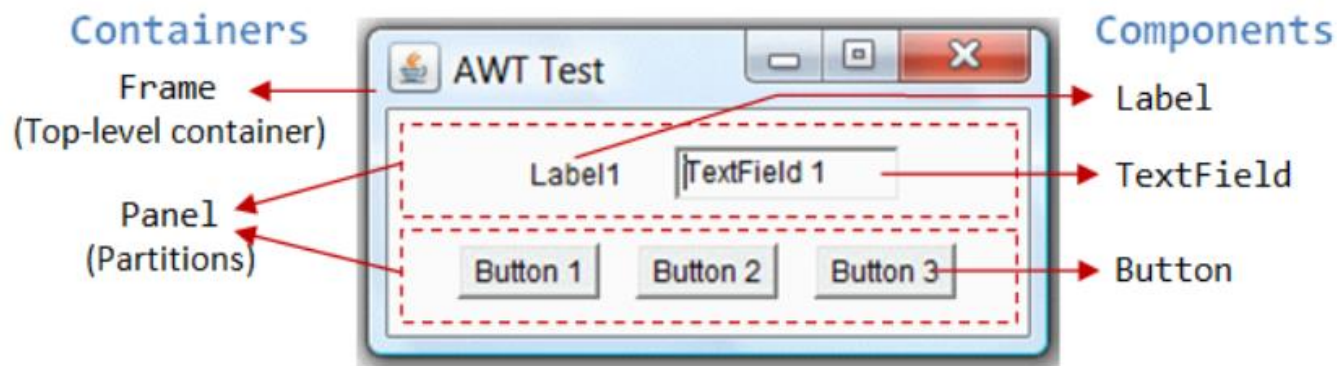 Containers
Components
Frame
(Top-level container)
AWT Test
Label
Label1
TextField 1
TextField
Panel
(Partitions)
Button 1
Button 2
Button 3
Button